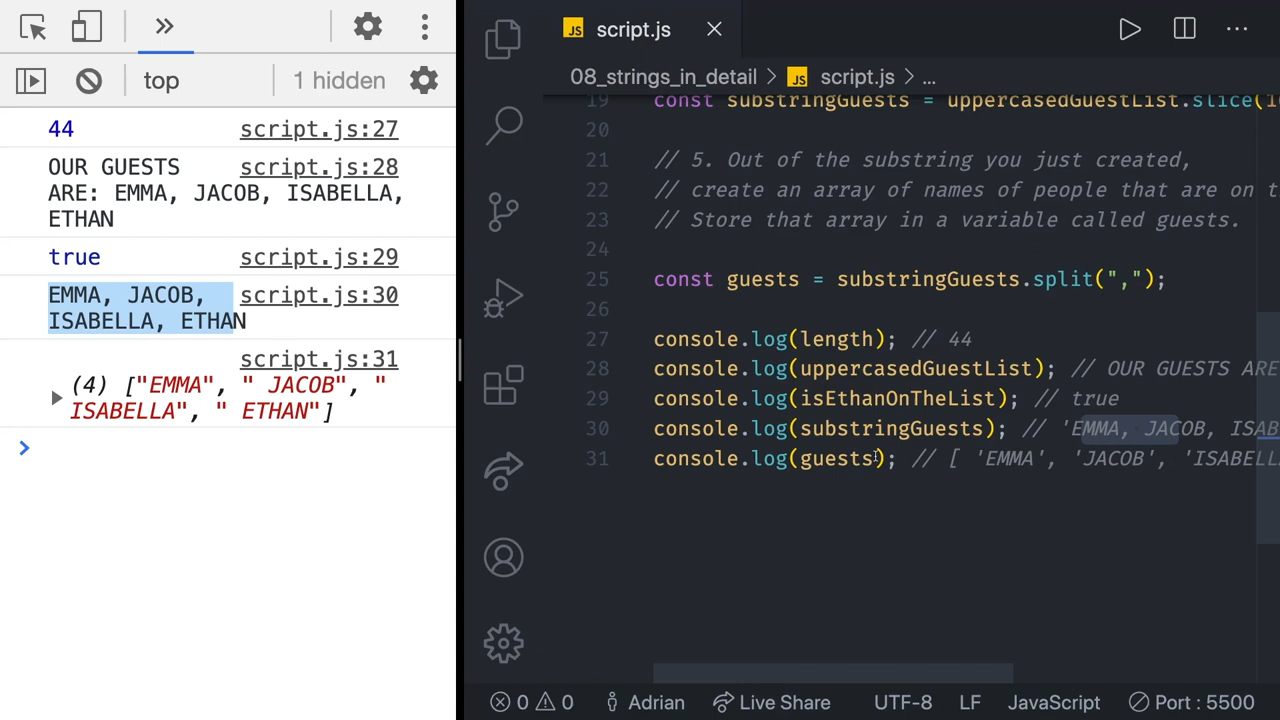 top
1 hidden
44 script.js:27
OUR GUESTS script.js:28
ARE: EMMA, JACOB, ISABELLA,
ETHAN
true script.js:29
EMMA, JACOB, script.js:30
ISABELLA, ETHAN
script.js:31
(4) ["EMMA", " JACOB", "
ISABELLA", " ETHAN"]
JS script.js
08_strings_in_detail > JS script.js > ...
19 const substringGuests = uppercasedGuestList.slice(1
20
21 // 5. Out of the substring you just created,
22 // create an array of names of people that are on t
23 // Store that array in a variable called guests.
24
25 const guests = substringGuests.split(",");
26
27 console.log(length); // 44
28 console.log(uppercasedGuestList); // OUR GUESTS ARE
29 console.log(isEthanOnTheList); // true
30 console.log(substringGuests); // 'EMMA, JACOB, ISAB
31 console.log(guests); // [ 'EMMA', 'JACOB', 'ISABELL
0 0 Adrian Live Share UTF-8 LF JavaScript Port : 5500